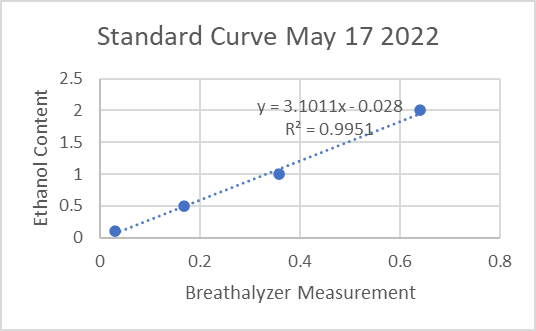 Standard Curve May 17 2022
2.5
2
1.5
1
0.5
0
Ethanol Content
y = 3.1011x - 0.028
R² = 0.9951
0 0.2 0.4 0.6 0.8
Breathalyzer Measurement